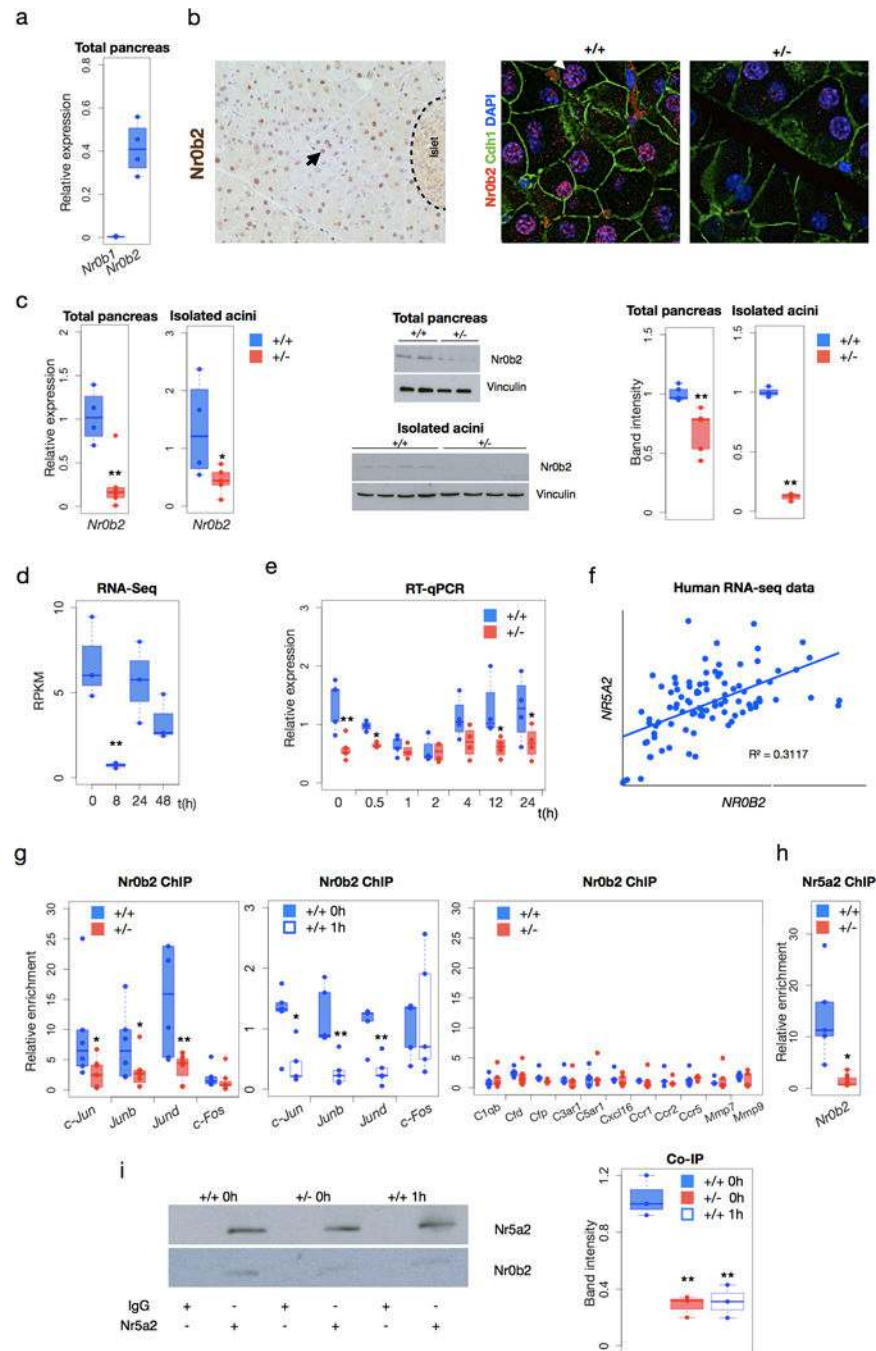 a
Total pancreas
Relative expression
0.8
0.6
0.4
0.2
0
Nr0b1
Nr0b2
b
Nr0b2
Islet
Nr0b2 Cdh1 DAPI
+/+
+/-
c
Total pancreas
Relative expression
2
1.5
1
0.5
0
**
Nr0b2
Isolated acini
3
2
1
0
*
Nr0b2
+/+
+/-
Total pancreas
+/+ +/-
Nr0b2
Vinculin
Isolated acini
+/+ +/-
Nr0b2
Vinculin
Total pancreas
Band intensity
1.5
1
0.5
0
**
Isolated acini
1.5
1
0.5
0
**
+/+
+/-
d
RNA-Seq
RPKM
10
5
0
**
0 8 24 48 t(h)
e
RT-qPCR
Relative expression
3
2
1
0
+/+
+/-
** * * *
0 0.5 1 2 4 12 24
t(h)
f
Human RNA-seq data
NR5A2
R² = 0.3117
NR0B2
g
Nr0b2 ChIP
Relative enrichment
30
25
20
15
10
5
0
+/+
+/-
* * **
c-Jun Junb Jund c-Fos
Nr0b2 ChIP
3
2
1
0
+/+ 0h
+/+ 1h
* ** **
c-Jun Junb Jund c-Fos
Nr0b2 ChIP
30
25
20
15
10
5
0
+/+
+/-
C1qb Cfd Cfp C3ar1 C5ar1 Cxcl16 Ccr1 Ccr2 Ccr5 Mmp7 Mmp9
h
Nr5a2 ChIP
30
20
10
0
+/+
+/-
*
Nr0b2
i
+/+ 0h +/- 0h +/+ 1h
Nr5a2
Nr0b2
IgG + - + - + -
Nr5a2 - + - + - +
Co-IP
Band intensity
1.2
0.8
0.4
0
+/+ 0h
+/- 0h
+/+ 1h
** **